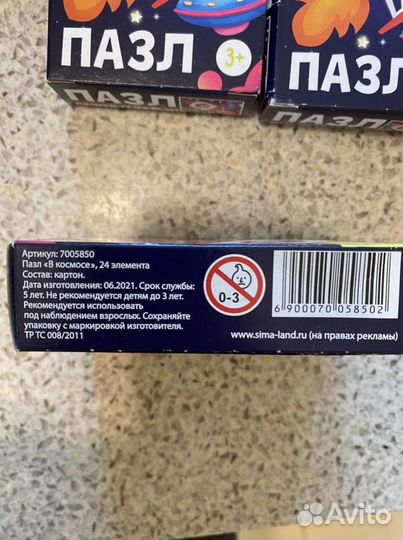 ПАЗЛ
3+
ПАЗЛ
ПАЗЛ
ПАЗЛ
Артикул: 7005850
Пазл «В космосе», 24 элемента
Состав: картон.
Дата изготовления: 06.2021. Срок службы:
5 лет. Не рекомендуется детям до 3 лет.
Рекомендуется использовать
под наблюдением взрослых. Сохраняйте
упаковку с маркировкой изготовителя.
ТР ТС 008/2011
0-3
6 900070 058502
www.sima-land.ru (на правах рекламы)
Avito